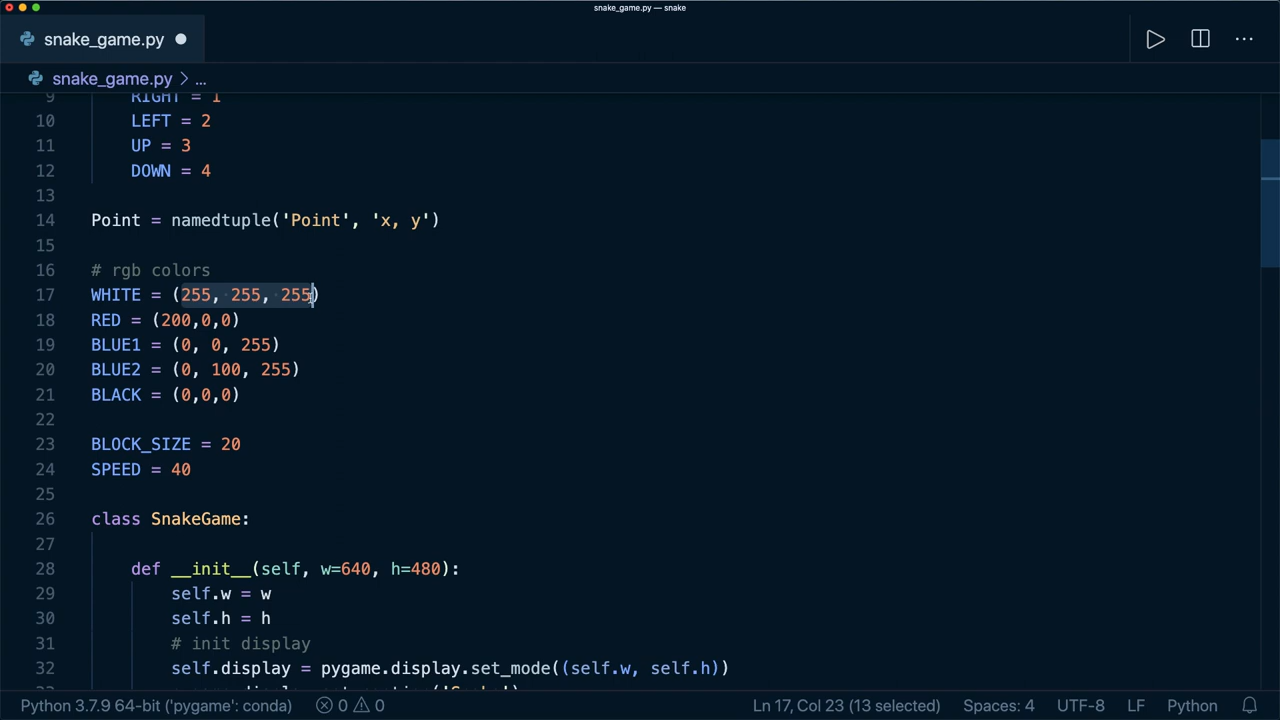 snake_game.py — snake
snake_game.py
snake_game.py > ...
9 RIGHT = 1
10 LEFT = 2
11 UP = 3
12 DOWN = 4
13
14 Point = namedtuple('Point', 'x, y')
15
16 # rgb colors
17 WHITE = (255, 255, 255)
18 RED = (200,0,0)
19 BLUE1 = (0, 0, 255)
20 BLUE2 = (0, 100, 255)
21 BLACK = (0,0,0)
22
23 BLOCK_SIZE = 20
24 SPEED = 40
25
26 class SnakeGame:
27
28 def __init__(self, w=640, h=480):
29 self.w = w
30 self.h = h
31 # init display
32 self.display = pygame.display.set_mode((self.w, self.h))
Python 3.7.9 64-bit ('pygame': conda) 0 0 Ln 17, Col 23 (13 selected) Spaces: 4 UTF-8 LF Python